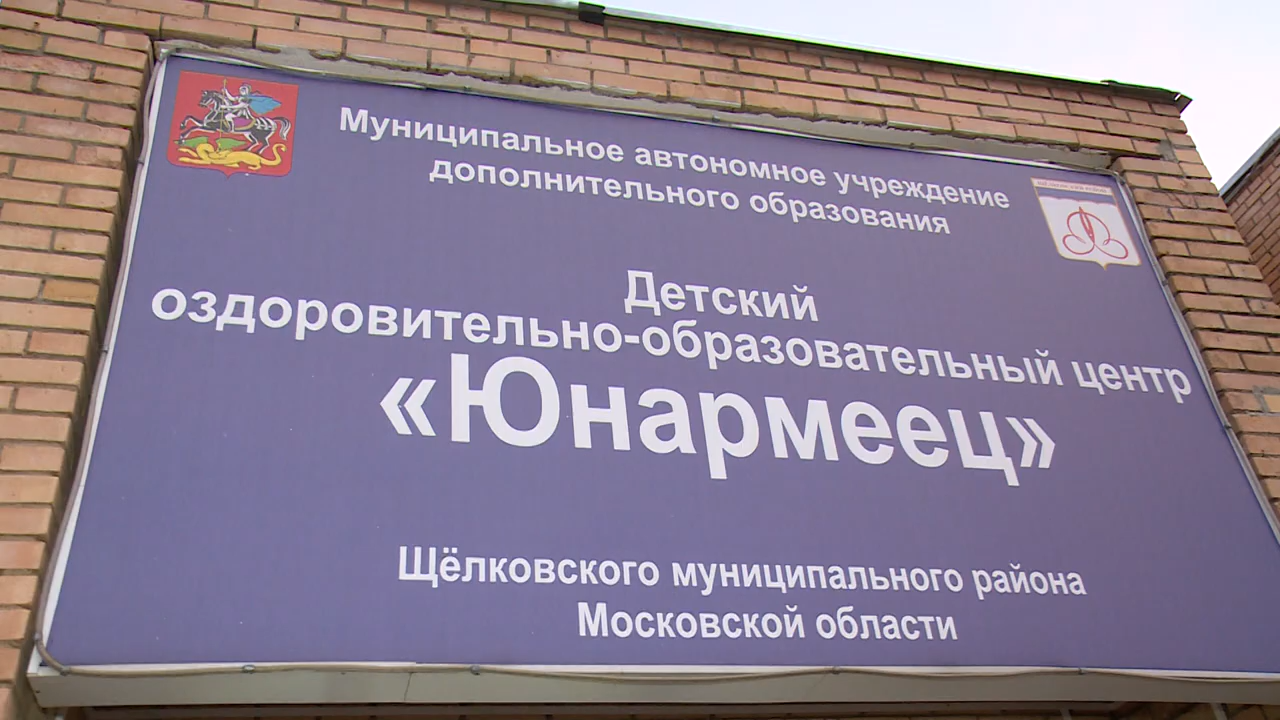 Муниципальное автономное учреждение
дополнительного образования
Детский
оздоровительно-образовательный центр
«Юнармеец»
Щёлковского муниципального района
Московской области